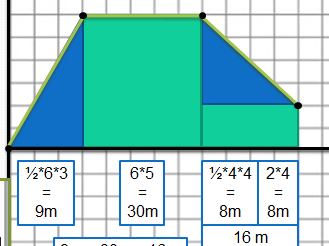 ½*6*3
=
9m
6*5
=
30m
½*4*4
=
8m
2*4
=
8m
16 m